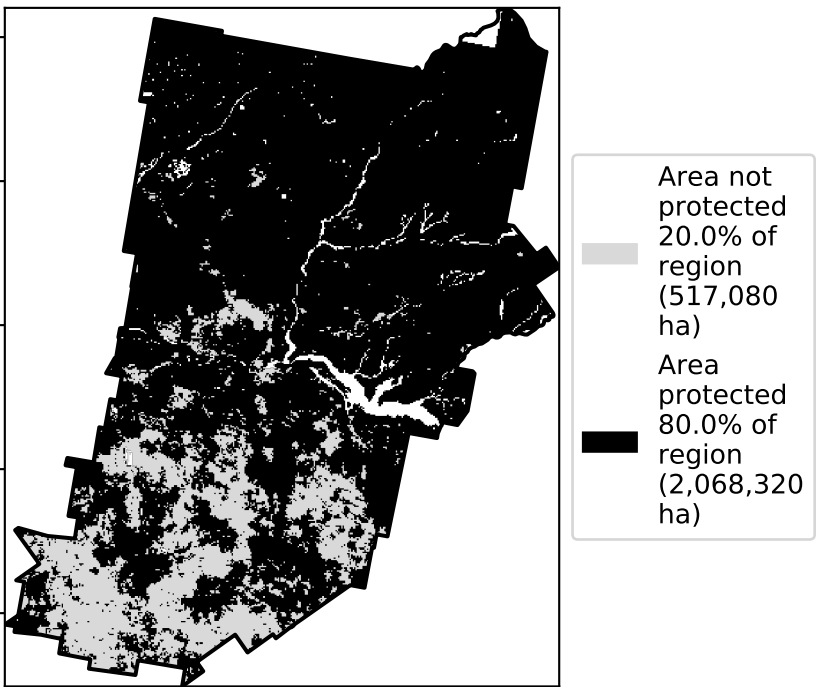 Area not
protected
20.0% of
region
(517,080
ha)
Area
protected
80.0% of
region
(2,068,320
ha)